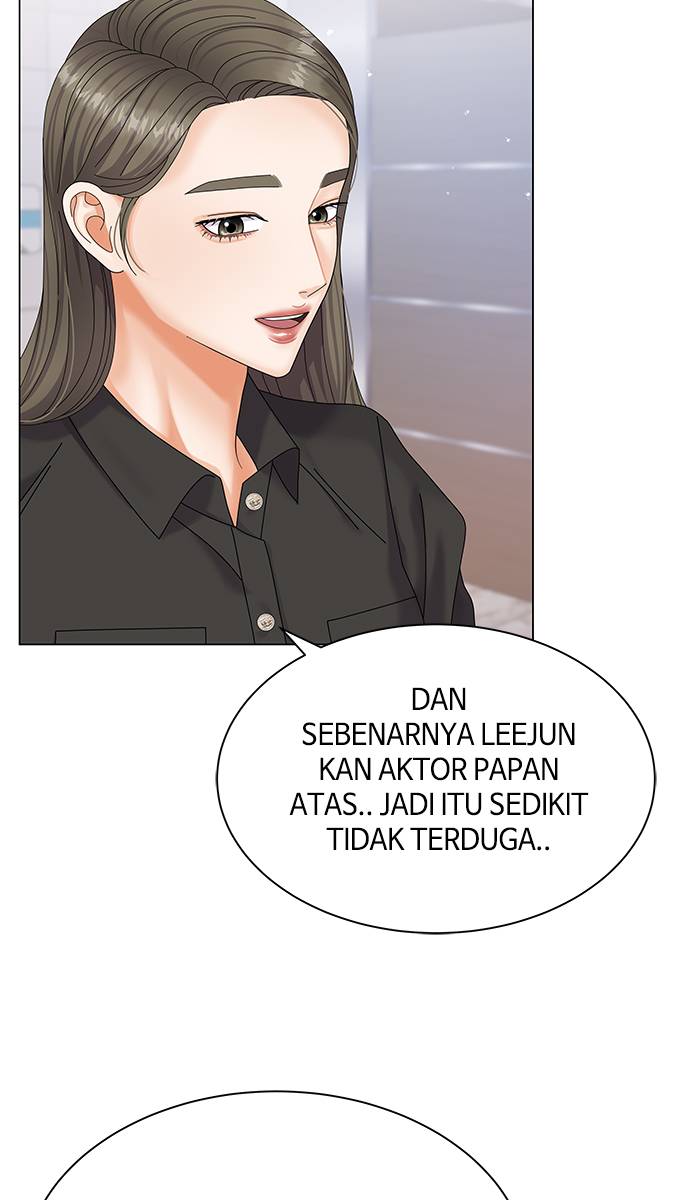 DAN
SEBENARNYA LEEJUN
KAN AKTOR PAPAN
ATAS.. JADI ITU SEDIKIT
TIDAK TERDUGA..